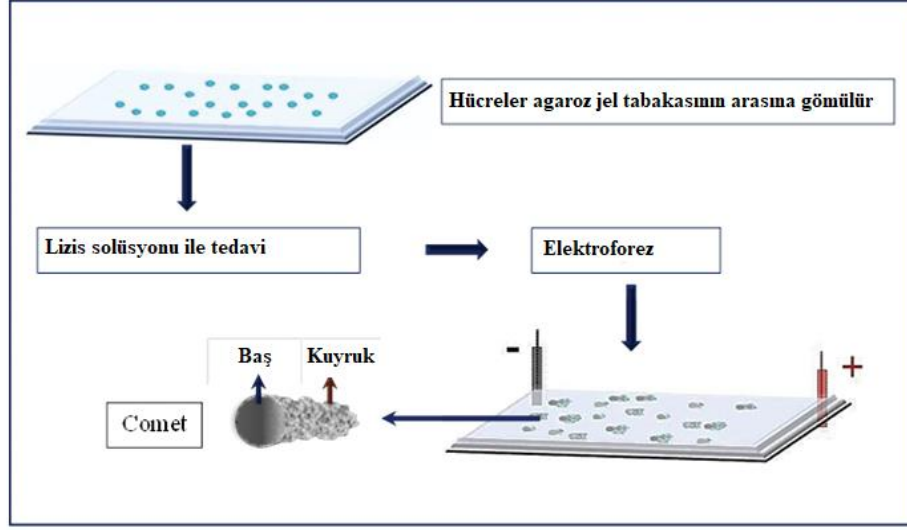 Hücreler agaroz jel tabakasının arasına gömülür
Lizis solüsyonu ile tedavi
Elektroforez
Baş
Kuyruk
-
+
Comet